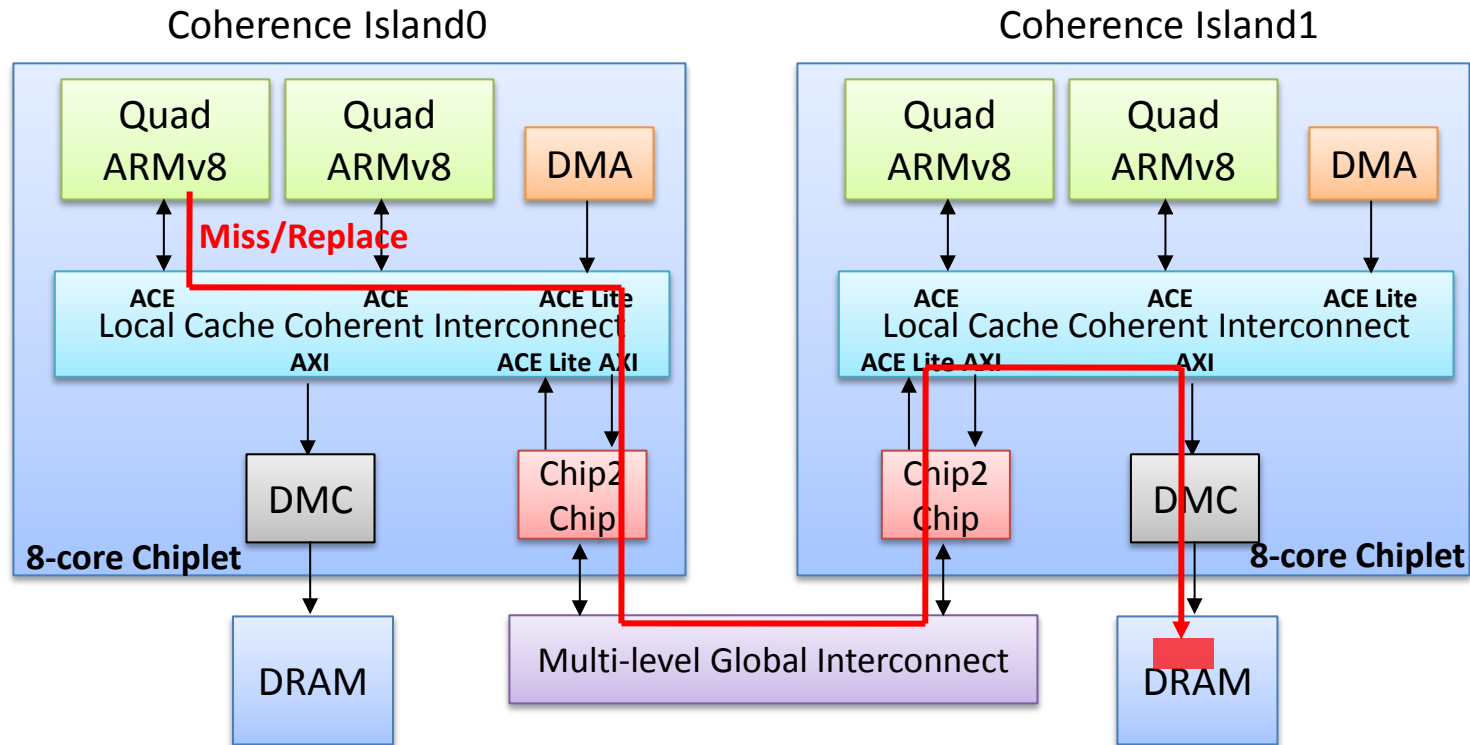 Coherence Island0
Coherence Island1
Quad
ARMv8
Quad
ARMv8
DMA
Miss/Replace
ACE
ACE
ACE Lite
Local Cache Coherent Interconnect
AXI
ACE Lite AXI
DMC
Chip2
Chip
8-core Chiplet
DRAM
Quad
ARMv8
Quad
ARMv8
DMA
ACE
ACE
ACE Lite
Local Cache Coherent Interconnect
ACE Lite AXI
AXI
Chip2
Chip
DMC
8-core Chiplet
Multi-level Global Interconnect
DRAM